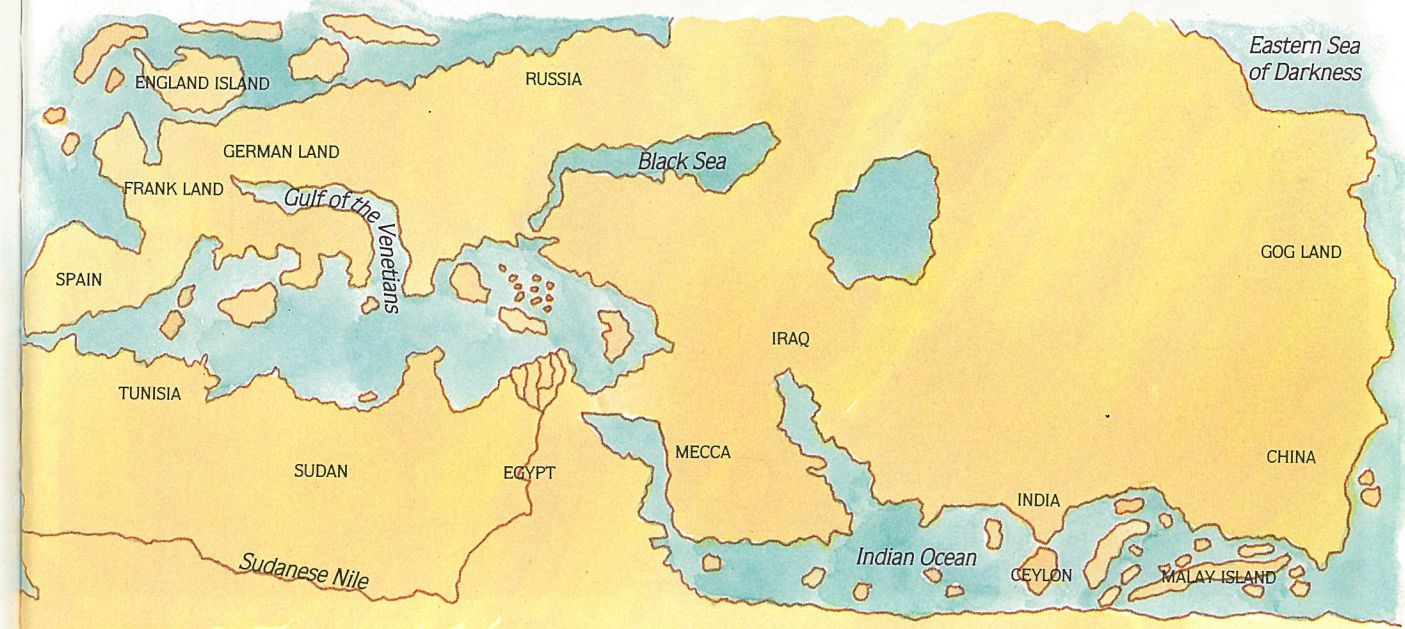 Eastern Sea
of Darkness
ENGLAND ISLAND
RUSSIA
GERMAN LAND
Black Sea
FRANK LAND
Gulf of the Venetians
SPAIN
GOG LAND
IRAQ
TUNISIA
MECCA
CHINA
SUDAN
EGYPT
INDIA
Indian Ocean
Sudanese Nile
CEYLON
MALAY ISLAND